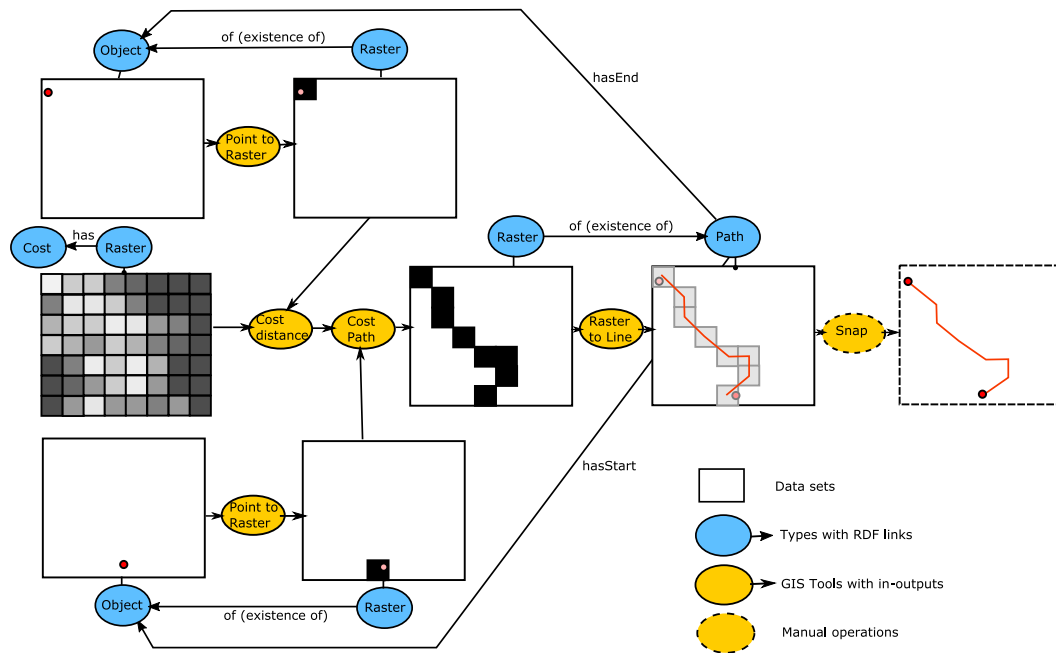 Object
of (existence of)
Raster
hasEnd
Point to
Raster
Cost
has
Raster
Raster
of (existence of)
Path
Cost
distance
Cost
Path
Raster
to Line
Snap
hasStart
Point to
Raster
Object
of (existence of)
Raster
Data sets
Types with RDF links
GIS Tools with in-outputs
Manual operations